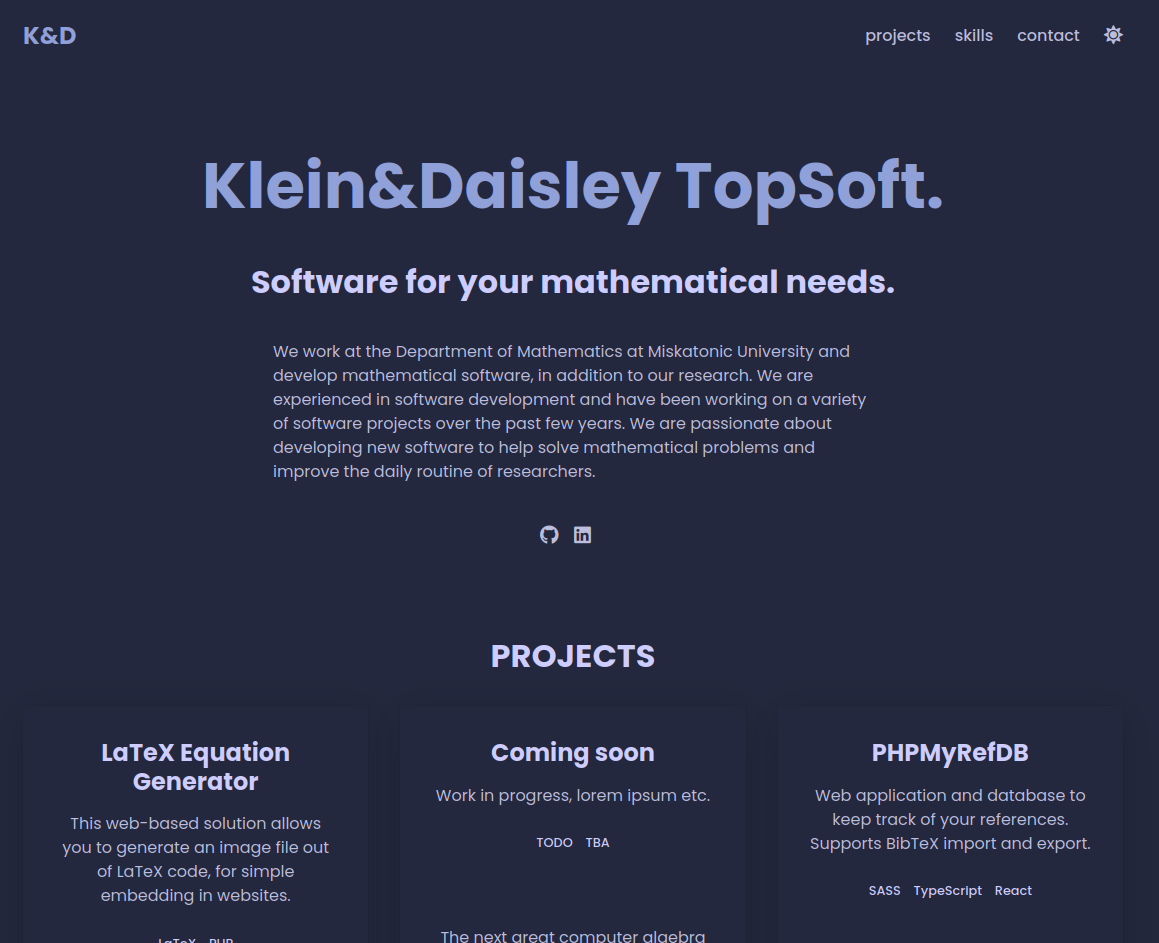 K&D
projects skills contact
Klein&Daisley TopSoft.
Software for your mathematical needs.
We work at the Department of Mathematics at Miskatonic University and
develop mathematical software, in addition to our research. We are
experienced in software development and have been working on a variety
of software projects over the past few years. We are passionate about
developing new software to help solve mathematical problems and
improve the daily routine of researchers.
in
PROJECTS
LaTeX Equation
Generator
This web-based solution allows
you to generate an image file out
of LaTeX code, for simple
embedding in websites.
LaTeX PHP
Coming soon
Work in progress, lorem ipsum etc.
TODO TBA
The next great computer algebra
PHPMyRefDB
Web application and database to
keep track of your references.
Supports BibTeX import and export.
SASS TypeScrIpt React